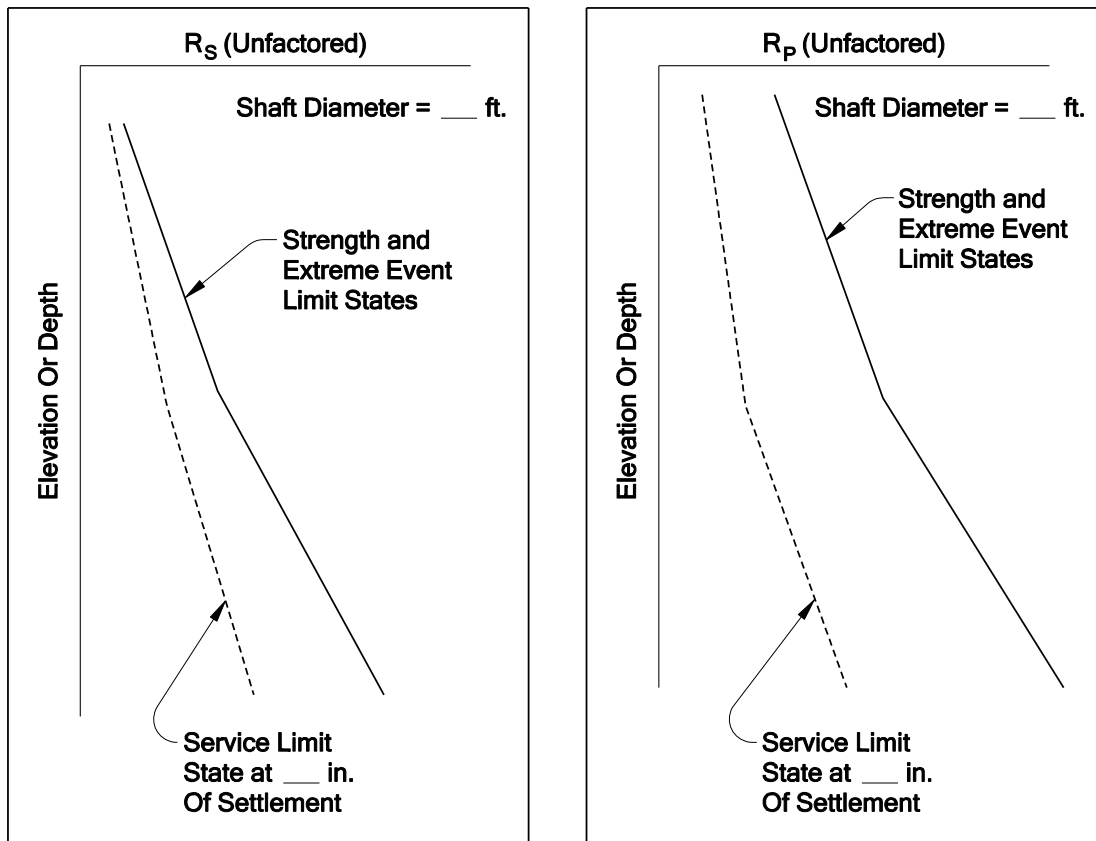 R_S (Unfactored)
Shaft Diameter = ___ ft.
Strength and
Extreme Event
Limit States
Elevation Or Depth
Service Limit
State at ___ in.
Of Settlement
R_P (Unfactored)
Shaft Diameter = ___ ft.
Strength and
Extreme Event
Limit States
Elevation Or Depth
Service Limit
State at ___ in.
Of Settlement